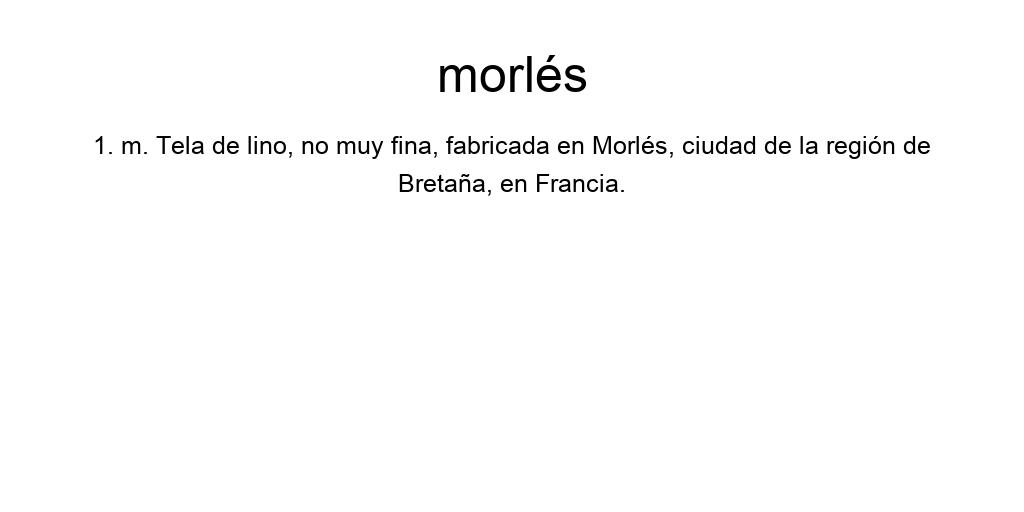 morlés
1. m. Tela de lino, no muy fina, fabricada en Morlés, ciudad de la región de
Bretaña, en Francia.